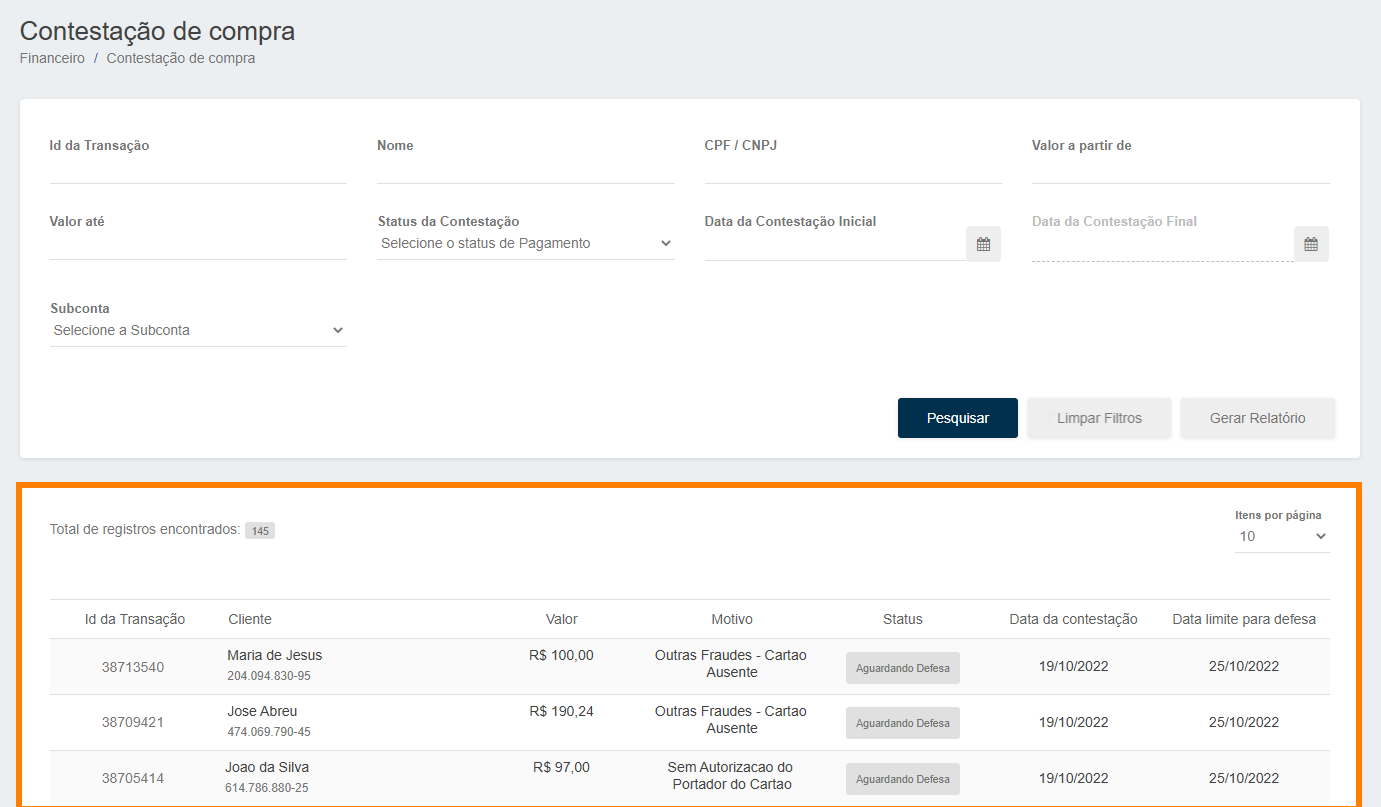 Contestação de compra
Financeiro / Contestação de compra
Id da Transação
Nome
CPF / CNPJ
Valor a partir de
Valor até
Status da Contestação
Selecione o status de Pagamento
Data da Contestação Inicial
Data da Contestação Final
Subconta
Selecione a Subconta
Pesquisar
Limpar Filtros
Gerar Relatório
Total de registros encontrados: 145
Itens por página
10
Id da Transação Cliente Valor Motivo Status Data da contestação Data limite para defesa
38713540 Maria de Jesus R$ 100,00 Outras Fraudes - Cartao Aguardando Defesa 19/10/2022 25/10/2022
204.094.830-95 Ausente
38709421 Jose Abreu R$ 190,24 Outras Fraudes - Cartao Aguardando Defesa 19/10/2022 25/10/2022
474.069.790-45 Ausente
38705414 Joao da Silva R$ 97,00 Sem Autorizacao do Aguardando Defesa 19/10/2022 25/10/2022
614.786.880-25 Portador do Cartao